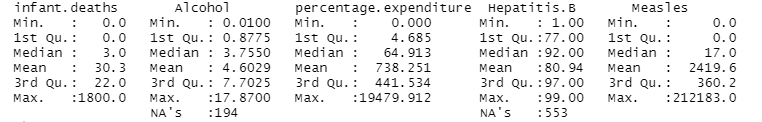 infant.deaths Alcohol percentage.expenditure Hepatitis.B Measles
Min. : 0.0 Min. : 0.0100 Min. : 0.000 Min. : 1.00 Min. : 0.0
1st Qu.: 0.0 1st Qu.: 0.8775 1st Qu.: 4.685 1st Qu.:77.00 1st Qu.: 0.0
Median : 3.0 Median : 3.7550 Median : 64.913 Median :92.00 Median : 17.0
Mean : 30.3 Mean : 4.6029 Mean : 738.251 Mean :80.94 Mean : 2419.6
3rd Qu.: 22.0 3rd Qu.: 7.7025 3rd Qu.: 441.534 3rd Qu.:97.00 3rd Qu.: 360.2
Max. :1800.0 Max. :17.8700 Max. :19479.912 Max. :99.00 Max. :212183.0
NA's :194 NA's :553